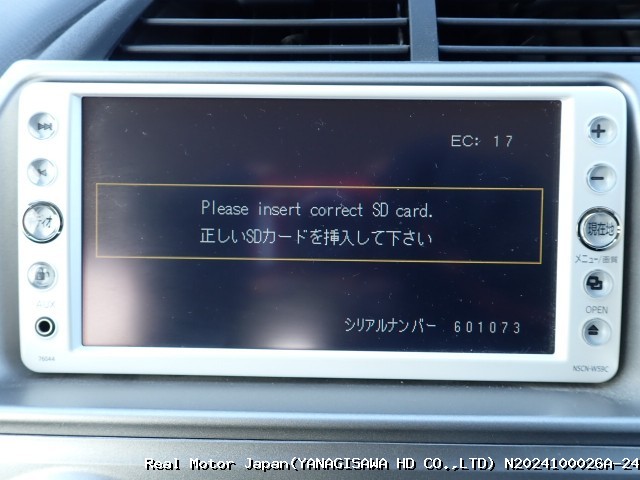 EC: 17
Please insert correct SD card.
正しいSDカードを挿入して下さい
シリアルナンバー 601073
現在地
メニュー/画質
OPEN
AUX
NSCN-W59C
Real Motor Japan(YANAGISAWA HD CO.,LTD) N2024100026A-24